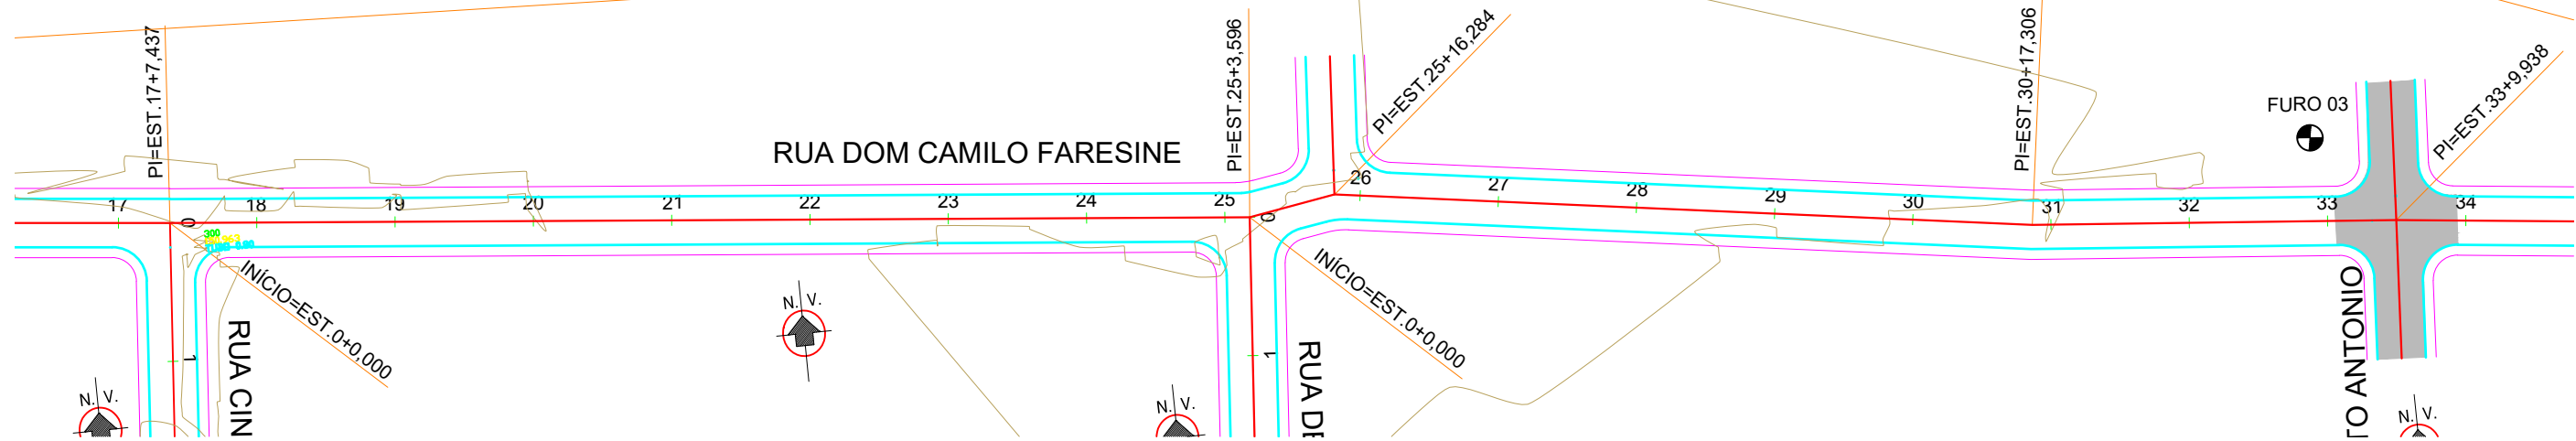 PI=EST.17+7,437
PI=EST.25+3,596
PI=EST.25+16,284
PI=EST.30+17,306
PI=EST.33+9,938
FURO 03
RUA DOM CAMILO FARESINE
17
18
19
20
21
22
23
24
25
26
27
28
29
30
31
32
33
34
0
0
300
INÍCIO=EST.0+0,000
INÍCIO=EST.0+0,000
N. V.
N. V.
N. V.
N. V.
1
1
RUA CIN
RUA DE
TO ANTONIO